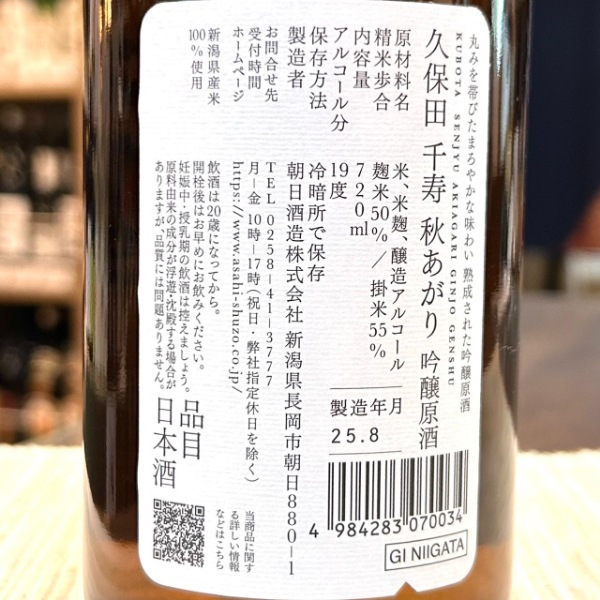 丸みを帯びたまろやかな味わい 熟成された吟醸原酒
KUBOTA SENJYU AKIAGARI GINJO GENSHU
久保田 千寿 秋あがり 吟醸原酒
原材料名 米、米麹、醸造アルコール
精米歩合 麹米50% / 掛米55%
内容量 720ml
アルコール分 19度
保存方法 冷暗所で保存
製造者 朝日酒造株式会社 新潟県長岡市朝日880-1
お問合せ先 TEL 0258-41-3777
受付時間 月-金 10時-17時(祝日・弊社指定休日を除く)
ホームページ https://www.asahi-shuzo.co.jp/
新潟県産米
100%使用
飲酒は20歳になってから。
開栓後はお早めにお飲みください。
妊娠中・授乳期の飲酒は控えましょう。
原料由来の成分が浮遊・沈殿する場合が
ありますが、品質には問題ありません。
品目
日本酒
製造年月
25.8
4 984283 070034
GI NIIGATA
当商品に関す
る詳しい情報
などはこちら